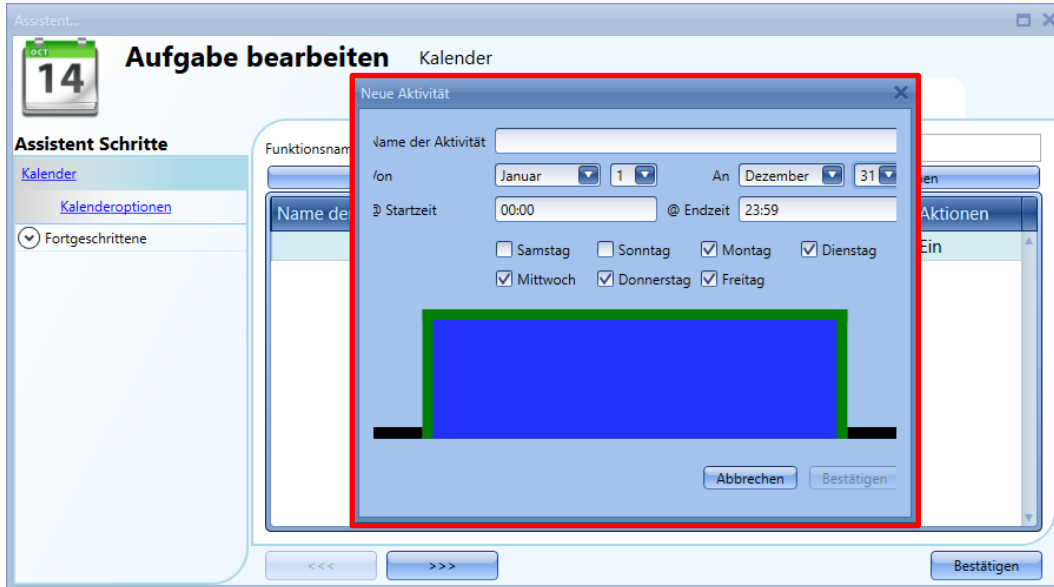 Assistent...
OCT
14
Aufgabe bearbeiten Kalender
Neue Aktivität
Assistent Schritte
Kalender
Kalenderoptionen
Fortgeschrittene
Funktionsnam
Name der Aktivität
Von Januar 1 An Dezember 31
@ Startzeit 00:00 @ Endzeit 23:59
Samstag Sonntag Montag Dienstag
Mittwoch Donnerstag Freitag
Name der
Aktionen
Ein
Abbrechen Bestätigen
<<< >>> Bestätigen